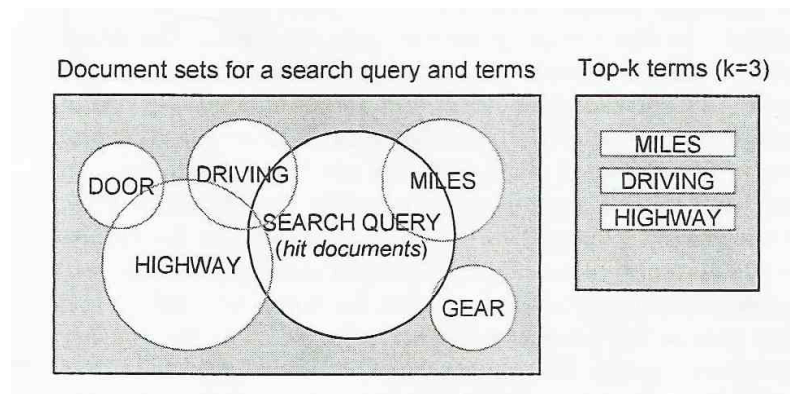 Document sets for a search query and terms
Top-k terms (k=3)
DOOR
DRIVING
MILES
SEARCH QUERY
(hit documents)
HIGHWAY
GEAR
MILES
DRIVING
HIGHWAY